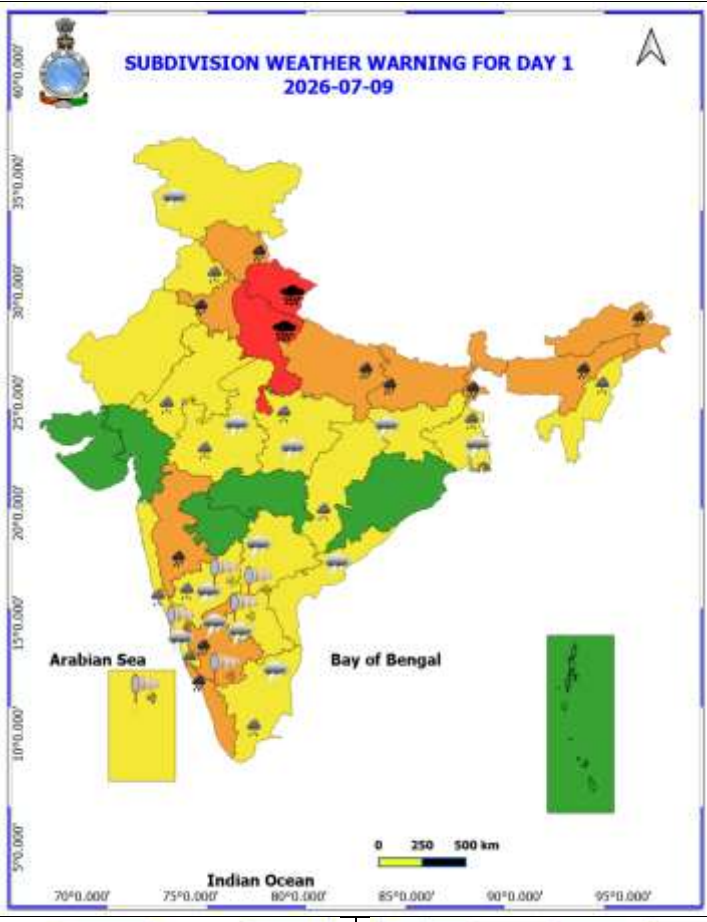 SUBDIVISION WEATHER WARNING FOR DAY 1
2026-07-09
40°0.000'
35°0.000'
30°0.000'
25°0.000'
20°0.000'
15°0.000'
10°0.000'
5°0.000'
Arabian Sea
Bay of Bengal
0 250 500 km
Indian Ocean
70°0.000' 75°0.000' 80°0.000' 85°0.000' 90°0.000' 95°0.000'